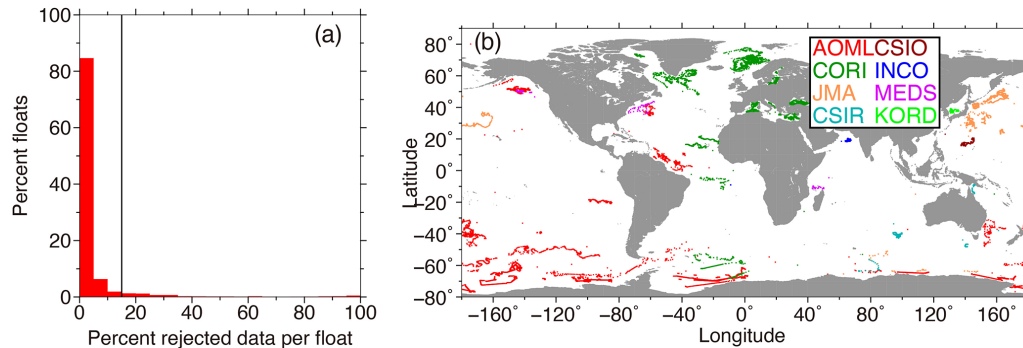 (a)
100
80
60
40
20
0
Percent floats
0 20 40 60 80 100
Percent rejected data per float
(b)
AOML CSIO
CORI INCO
JMA MEDS
CSIR KORD
80°
60°
40°
20°
0°
−20°
−40°
−60°
−80°
Latitude
−160° −120° −80° −40° 0° 40° 80° 120° 160°
Longitude